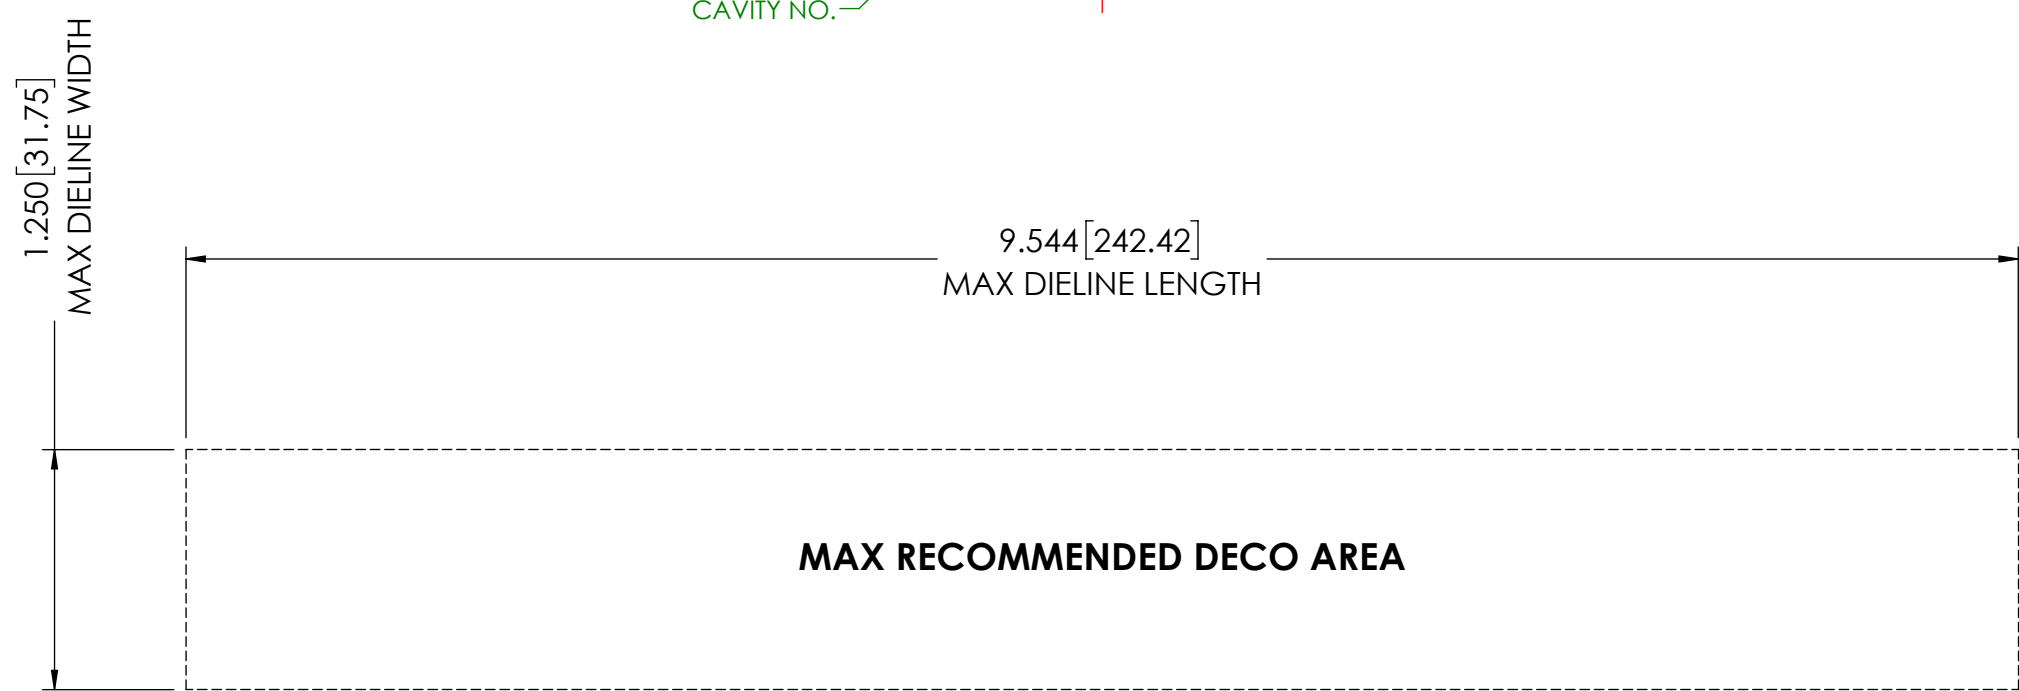 CAVITY NO.
1.250[31.75]
MAX DIELINE WIDTH
9.544[242.42]
MAX DIELINE LENGTH
MAX RECOMMENDED DECO AREA